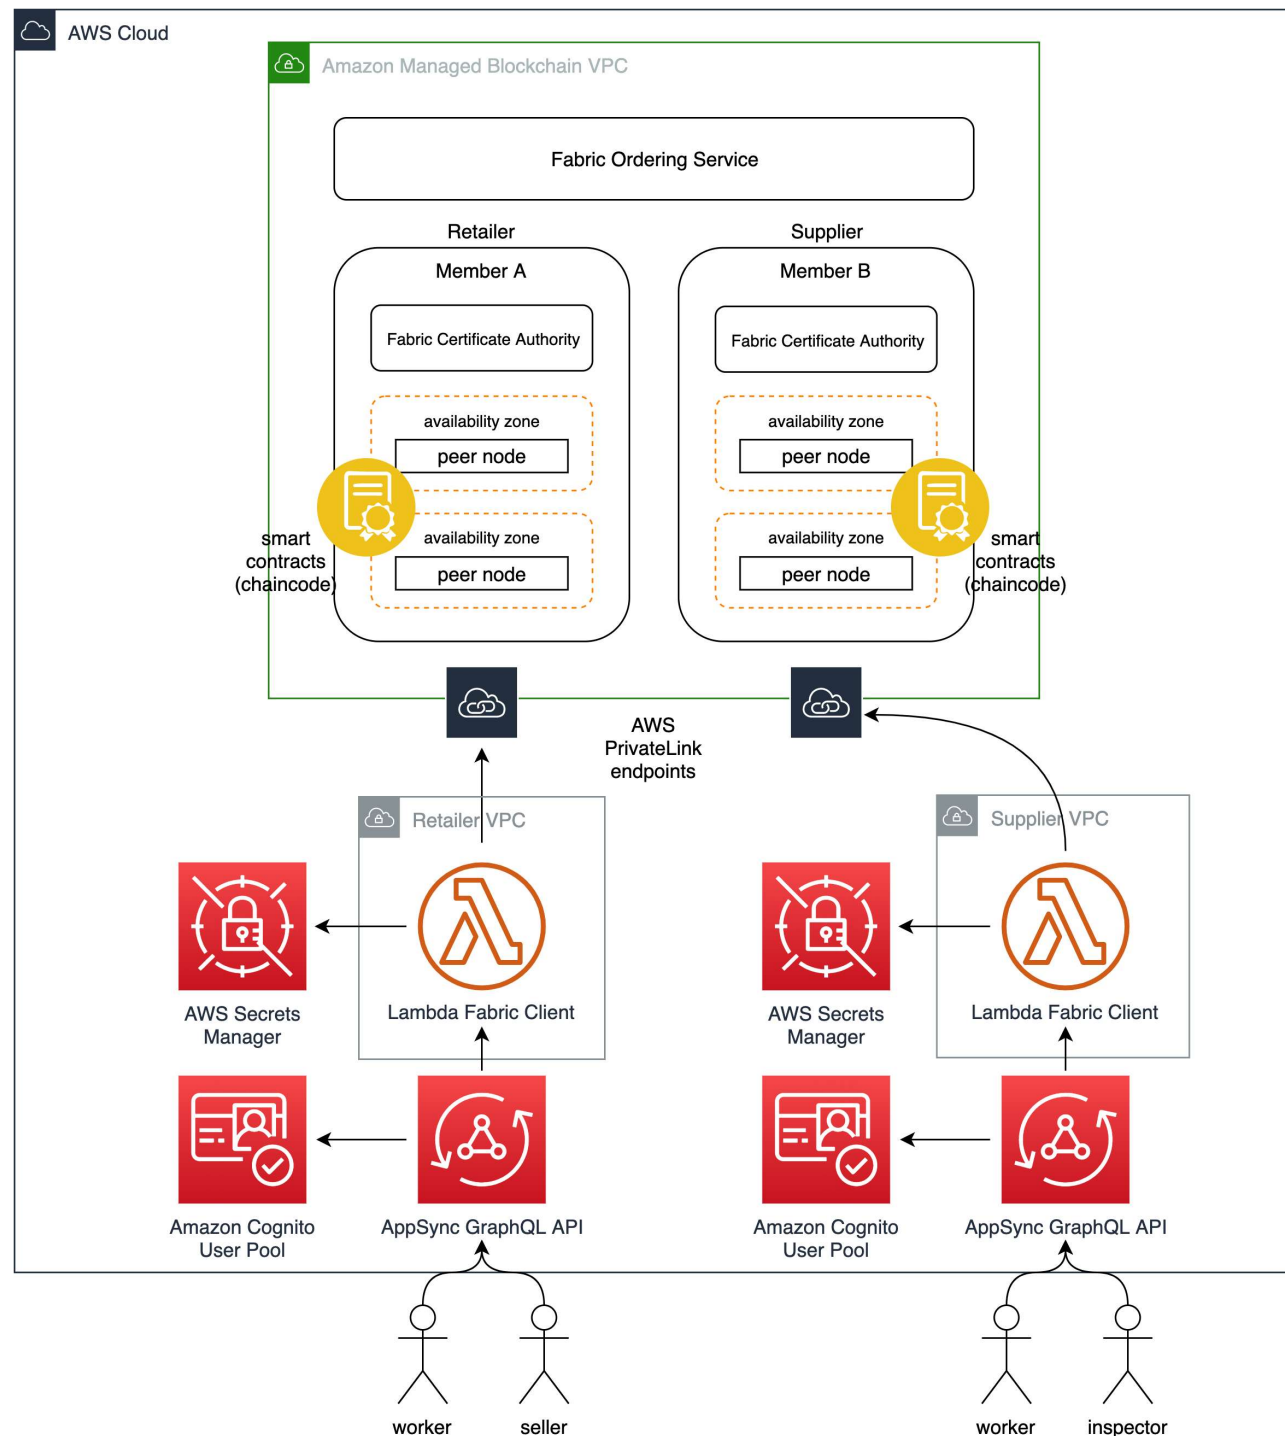 AWS Cloud
Amazon Managed Blockchain VPC
Fabric Ordering Service
Retailer
Supplier
Member A
Member B
Fabric Certificate Authority
Fabric Certificate Authority
availability zone
peer node
availability zone
peer node
availability zone
peer node
availability zone
peer node
smart
contracts
(chaincode)
smart
contracts
(chaincode)
AWS
PrivateLink
endpoints
Retailer VPC
Supplier VPC
AWS Secrets
Manager
Lambda Fabric Client
AWS Secrets
Manager
Lambda Fabric Client
Amazon Cognito
User Pool
AppSync GraphQL API
Amazon Cognito
User Pool
AppSync GraphQL API
worker
seller
worker
inspector